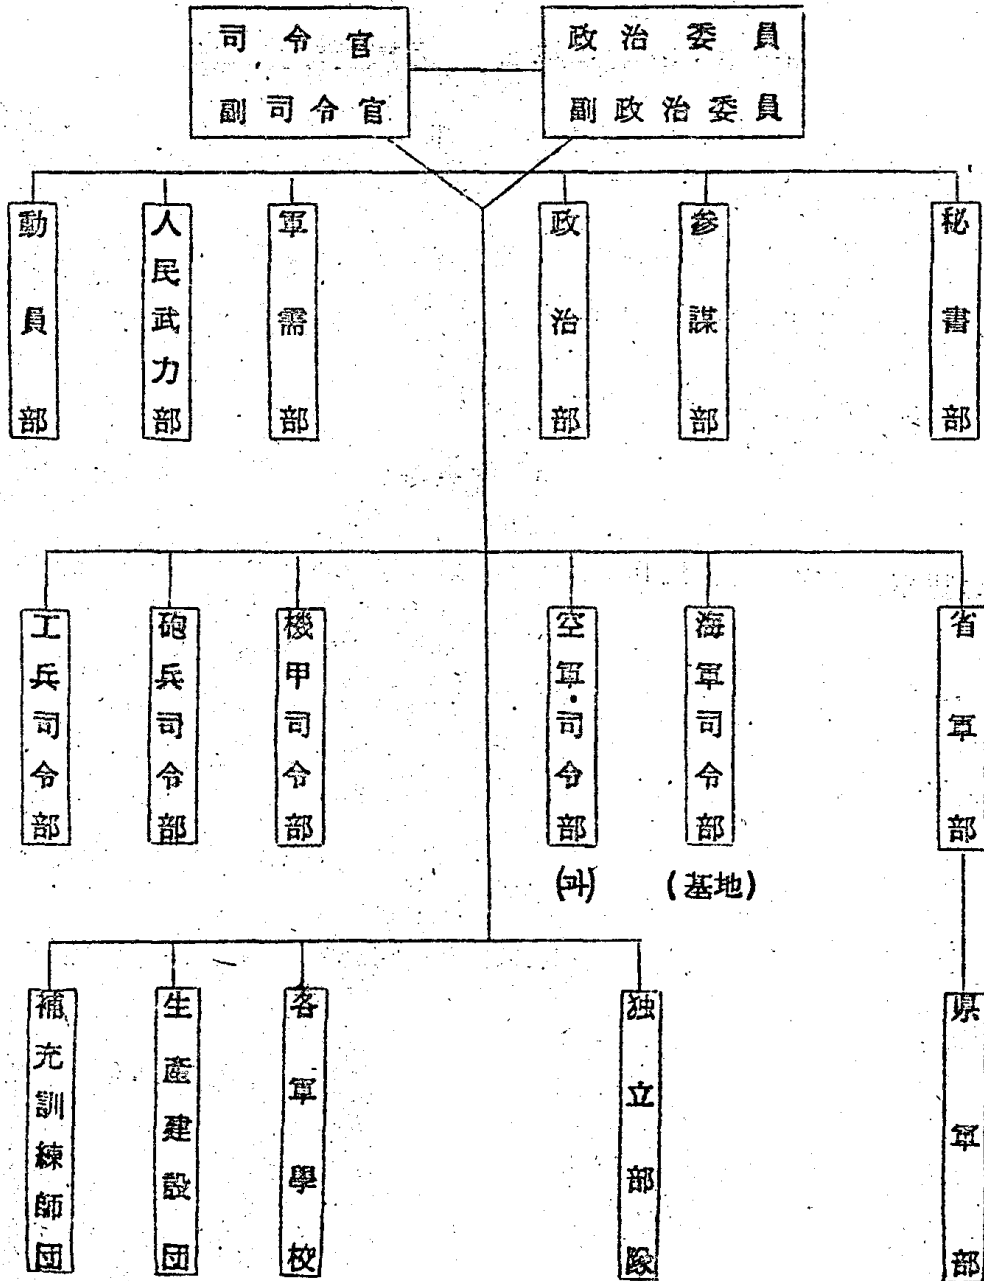 司令官
副司令官
政治委員
副政治委員
動員部
人民武力部
軍需部
政治部
参謀部
秘書部
工兵司令部
砲兵司令部
機甲司令部
空軍·司令部
海軍司令部
省軍部
(과)
(基地)
補充訓練師団
生產建設団
各軍學校
独立部隊
県軍部